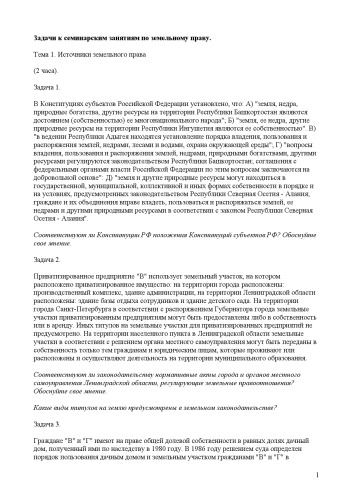 Задачи к семинарским занятиям по земельному праву.
Тема 1. Источники земельного права
(2 часа).
Задача 1.
В Конституциях субъектов Российской Федерации установлено, что: А) "земля, недра,
природные богатства, другие ресурсы на территории Республики Башкортостан являются
достоянием (собственностью) ее многонационального народа"; Б) "земля, ее недра, другие
природные ресурсы на территории Республики Ингушетия являются ее собственностью". В)
"в ведении Республики Адыгея находятся установление порядка владения, пользования и
распоряжения землей, недрами, лесами и водами, охрана окружающей среды"; Г) "вопросы
владения, пользования и распоряжения землей, недрами, природными богатствами, другими
ресурсами регулируются законодательством Республики Башкортостан; соглашения с
федеральными органами власти Российской Федерации по этим вопросам заключаются на
добровольной основе": Д) "земля и другие природные ресурсы могут находиться в
государственной, муниципальной, коллективной и иных формах собственности в порядке и
на условиях, предусмотренных законодательством Республики Северная Осетия - Алания;
граждане и их объединения вправе владеть, пользоваться и распоряжаться землей, ее
недрами и другими природными ресурсами в соответствии с законом Республики Северная
Осетия - Алания".
Соответствуют ли Конституции РФ положения Конституций субъектов РФ? Обоснуйте
свое мнение.
Задача 2.
Приватизированное предприятие "В" использует земельный участок, на котором
расположено приватизированное имущество: на территории города расположены:
производственный комплекс, здание администрации, на территории Ленинградской области
расположены: здание базы отдыха сотрудников и здание детского сада. На территории
города Санкт-Петербурга в соответствии с распоряжением Губернатора города земельные
участки приватизированным предприятиям могут быть предоставлены либо в собственность
или в аренду. Иных титулов на земельные участки для приватизированных предприятий не
предусмотрено. На территории населенного пункта в Ленинградской области земельные
участки в соответствии с решением органа местного самоуправления могут быть переданы в
собственность только тем гражданам и юридическим лицам, которые проживают или
расположены и осуществляют деятельность на территории муниципального образования.
Соответствуют ли законодательству нормативные акты города и органов местного
самоуправления Ленинградской области, регулирующие земельные правоотношения?
Обоснуйте свое мнение.
Какие виды титулов на землю предусмотрены в земельном законодательстве?
Задача 3.
Граждане "В" и "Г" имеют на праве общей долевой собственности в равных долях дачный
дом, полученный ими по наследству в 1980 году. В 1986 году решением суда определен
порядок пользования дачным домом и земельным участком гражданами "В" и "Г" в
1